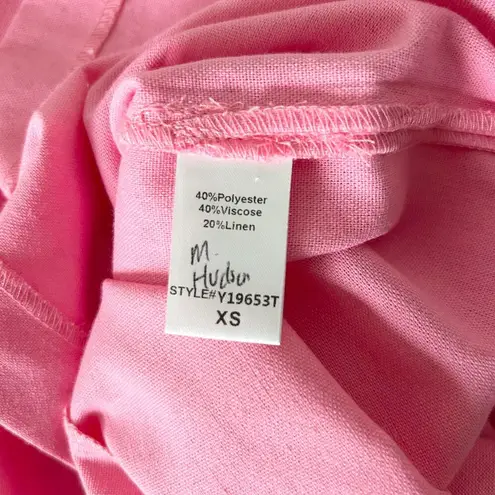 40%Polyester
40%Viscose
20%Linen
M.
Hudson
STYLE#Y19653T
XS